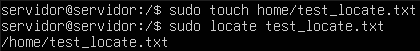 servidor@servidor:/$ sudo touch home/test_locate.txt
servidor@servidor:/$ sudo locate test_locate.txt
/home/test_locate.txt